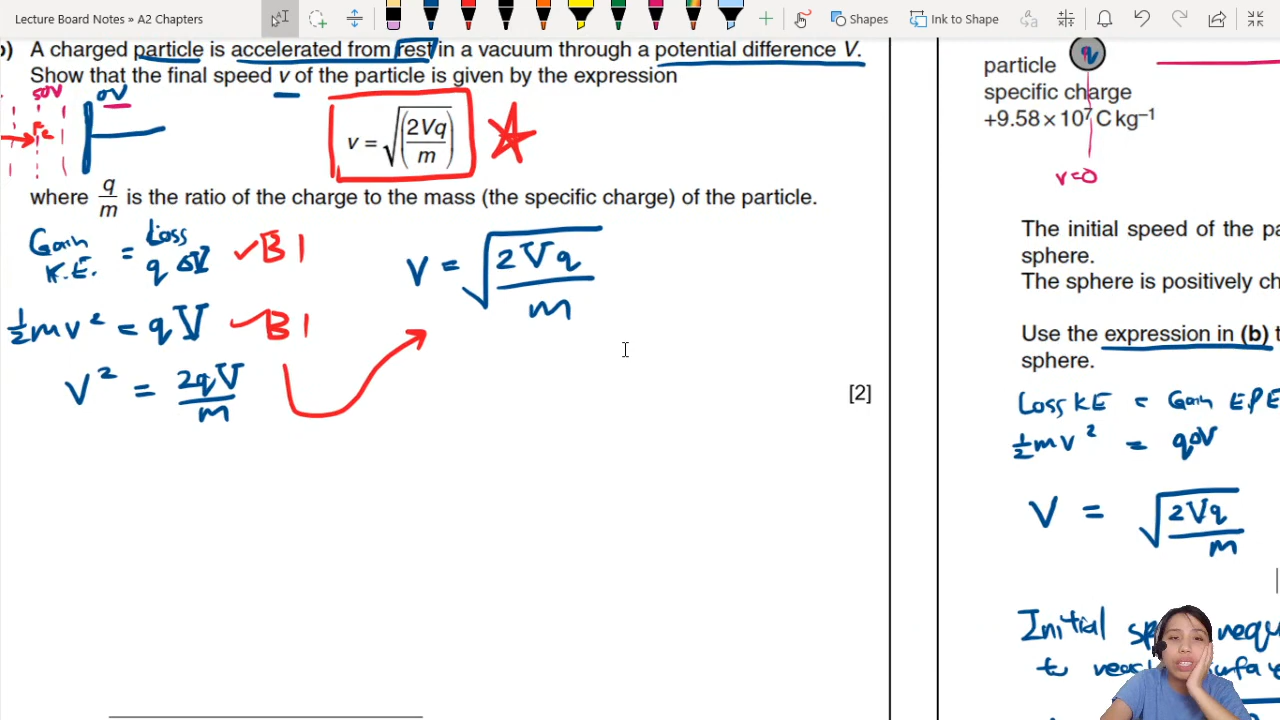 Lecture Board Notes » A2 Chapters
Shapes
Ink to Shape
) A charged particle is accelerated from rest in a vacuum through a potential difference V.
Show that the final speed v of the particle is given by the expression
50V
0V
Fe
v = √(2Vq/m)
where q/m is the ratio of the charge to the mass (the specific charge) of the particle.
Gain K.E. = Loss qΔV ✓B1
½mv² = qV ✓B1
v² = 2qV/m
v = √(2Vq/m)
[2]
q
particle
specific charge
+9.58 × 10⁷ C kg⁻¹
v=0
The initial speed of the pa
sphere.
The sphere is positively ch
Use the expression in (b) t
sphere.
Loss KE = Gain EPE
½mv² = qΔV
V = √(2Vq/m)
Initial
to